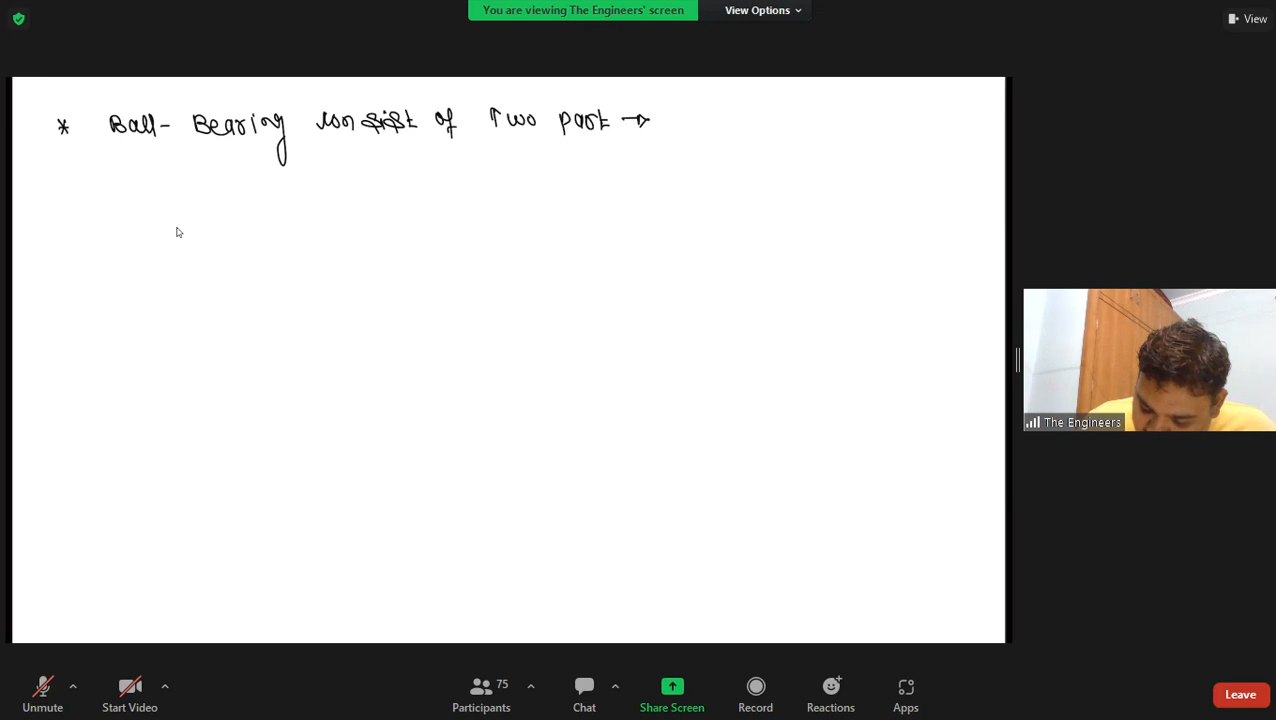 You are viewing The Engineers' screen
View Options
View
* Ball-Bearing consist of Two part →
The Engineers
Unmute
Start Video
75
Participants
Chat
Share Screen
Record
Reactions
Apps
Leave